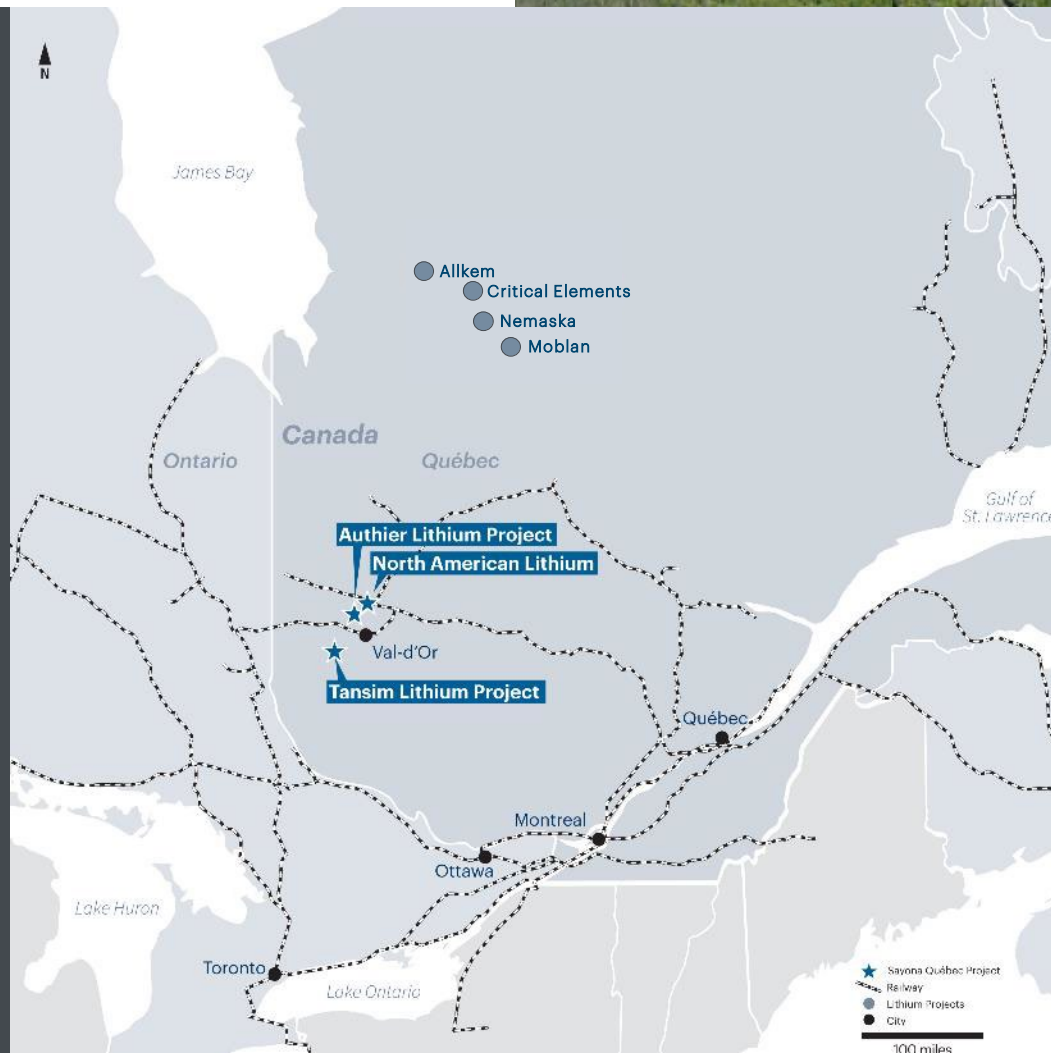 N
James Bay
Allkem
Critical Elements
Nemaska
Moblan
Canada
Ontario
Québec
Gulf of
St. Lawrence
Authier Lithium Project
North American Lithium
Val-d'Or
Tansim Lithium Project
Québec
Montreal
Ottawa
Lake Huron
Toronto
Lake Ontario
Sayona Québec Project
Railway
Lithium Projects
City
100 miles